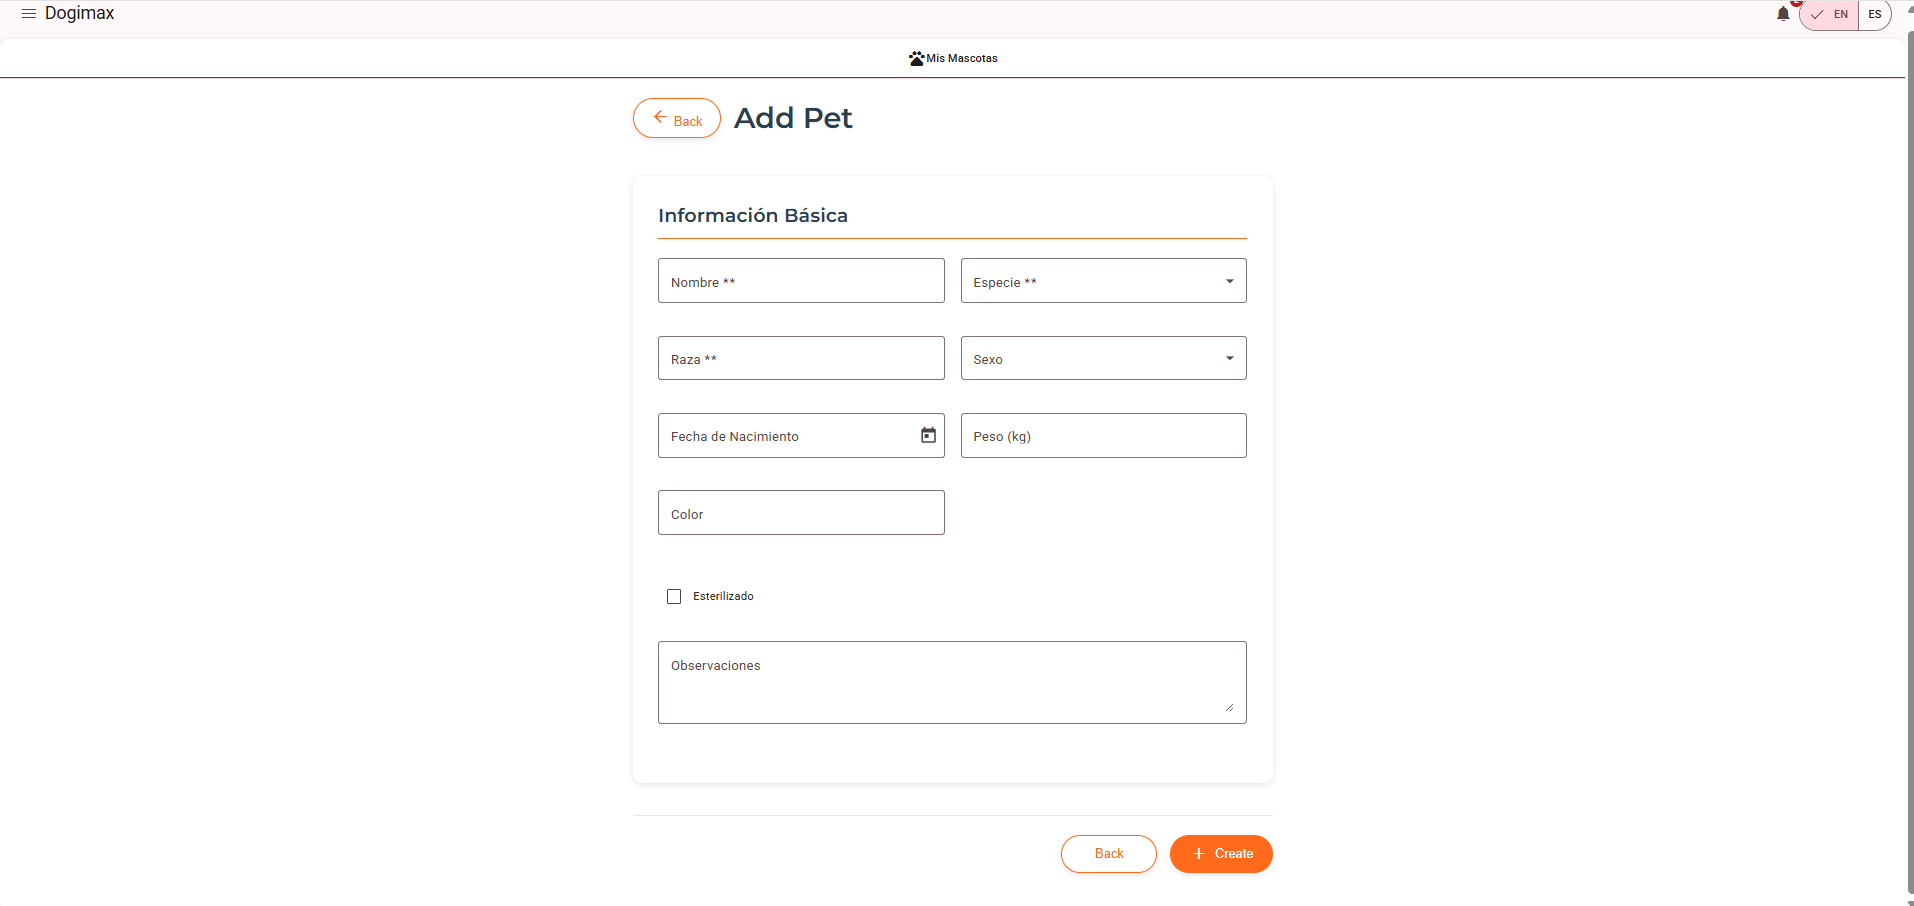 Dogimax
EN
ES
Mis Mascotas
Back
Add Pet
Información Básica
Nombre **
Especie **
Raza **
Sexo
Fecha de Nacimiento
Peso (kg)
Color
Esterilizado
Observaciones
Back
Create